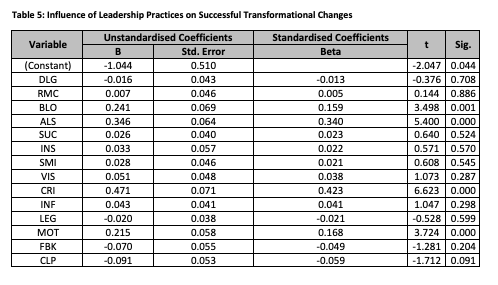 Table 5: Influence of Leadership Practices on Successful Transformational Changes
Variable Unstandardised Coefficients Standardised Coefficients t Sig.
B Std. Error Beta
(Constant) -1.044 0.510 -2.047 0.044
DLG -0.016 0.043 -0.013 -0.376 0.708
RMC 0.007 0.046 0.005 0.144 0.886
BLO 0.241 0.069 0.159 3.498 0.001
ALS 0.346 0.064 0.340 5.400 0.000
SUC 0.026 0.040 0.023 0.640 0.524
INS 0.033 0.057 0.022 0.571 0.570
SMI 0.028 0.046 0.021 0.608 0.545
VIS 0.051 0.048 0.038 1.073 0.287
CRI 0.471 0.071 0.423 6.623 0.000
INF 0.043 0.041 0.041 1.047 0.298
LEG -0.020 0.038 -0.021 -0.528 0.599
MOT 0.215 0.058 0.168 3.724 0.000
FBK -0.070 0.055 -0.049 -1.281 0.204
CLP -0.091 0.053 -0.059 -1.712 0.091